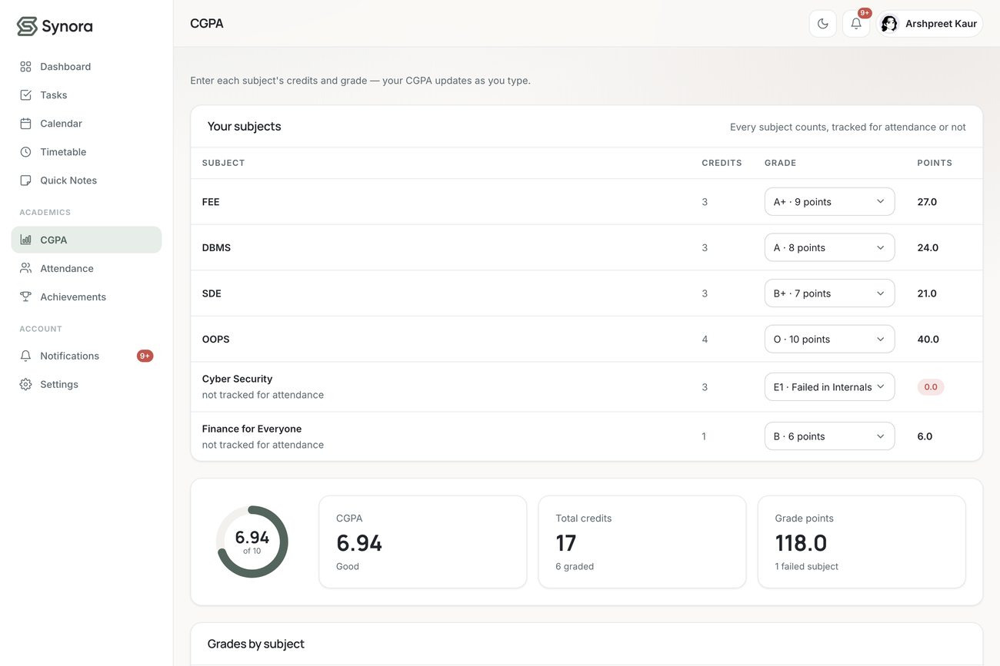 Synora
CGPA
9+
Arshpreet Kaur
Dashboard
Tasks
Calendar
Timetable
Quick Notes
ACADEMICS
CGPA
Attendance
Achievements
ACCOUNT
Notifications 9+
Settings
Enter each subject's credits and grade — your CGPA updates as you type.
Your subjects Every subject counts, tracked for attendance or not
SUBJECT CREDITS GRADE POINTS
FEE 3 A+ · 9 points 27.0
DBMS 3 A · 8 points 24.0
SDE 3 B+ · 7 points 21.0
OOPS 4 O · 10 points 40.0
Cyber Security
not tracked for attendance
3 E1 · Failed in Internals 0.0
Finance for Everyone
not tracked for attendance
1 B · 6 points 6.0
6.94
of 10
CGPA
6.94
Good
Total credits
17
6 graded
Grade points
118.0
1 failed subject
Grades by subject